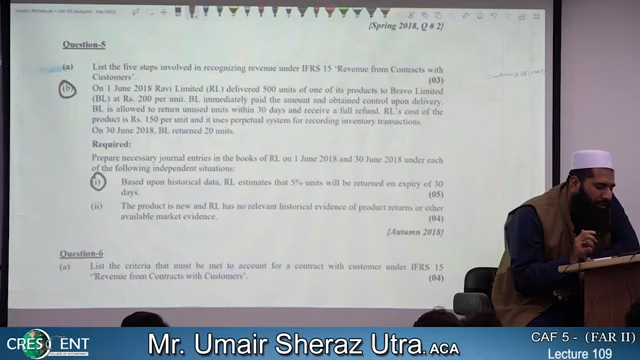 {Spring 2018, Q # 2}
Question-5
(a) List the five steps involved in recognizing revenue under IFRS 15 'Revenue from Contracts with
Customers'. (03)
(b) On 1 June 2018 Ravi Limited (RL) delivered 500 units of one of its products to Bravo Limited
(BL) at Rs. 200 per unit. BL immediately paid the amount and obtained control upon delivery.
BL is allowed to return unused units within 30 days and receive a full refund. RL's cost of the
product is Rs. 150 per unit and it uses perpetual system for recording inventory transactions.
On 30 June 2018, BL returned 20 units.
Required:
Prepare necessary journal entries in the books of RL on 1 June 2018 and 30 June 2018 under each
of the following independent situations:
(i) Based upon historical data, RL estimates that 5% units will be returned on expiry of 30
days. (05)
(ii) The product is new and RL has no relevant historical evidence of product returns or other
available market evidence. (04)
{Autumn 2018}
Question-6
(a) List the criteria that must be met to account for a contract with customer under IFRS 15
"Revenue from Contracts with Customers". (04)
CRESCENT
Mr. Umair Sheraz Utra. ACA
CAF 5 - (FAR II)
Lecture 109